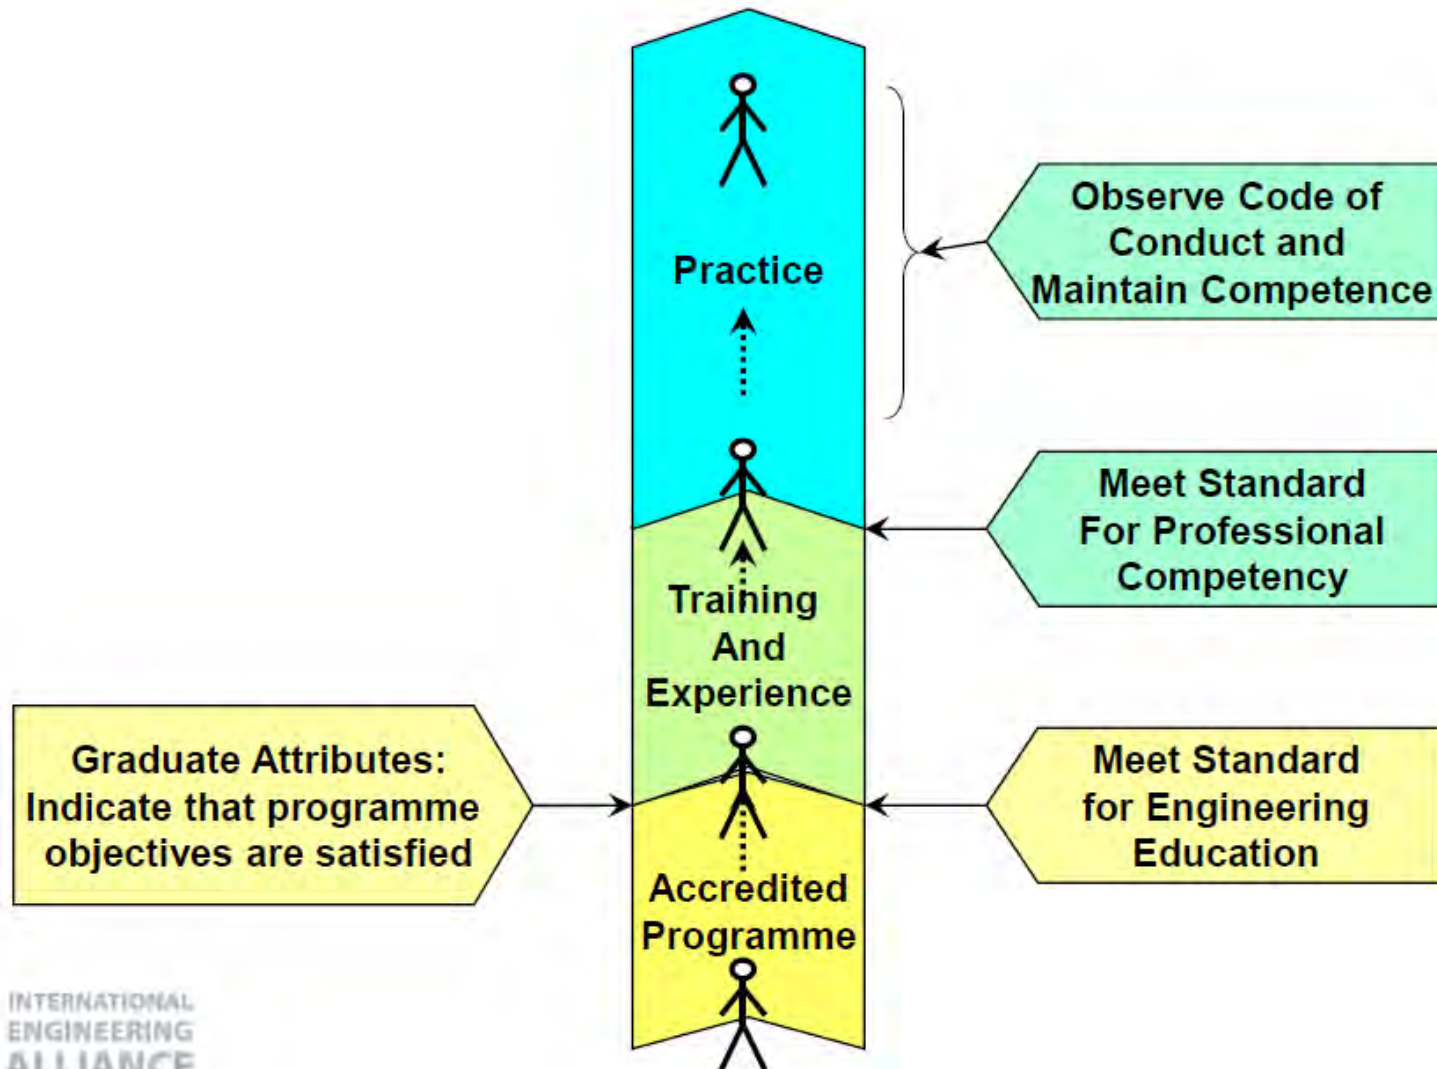 Practice
Observe Code of
Conduct and
Maintain Competence
Meet Standard
For Professional
Competency
Training
And
Experience
Graduate Attributes:
Indicate that programme
objectives are satisfied
Meet Standard
for Engineering
Education
Accredited
Programme
INTERNATIONAL
ENGINEERING
ALLIANCE